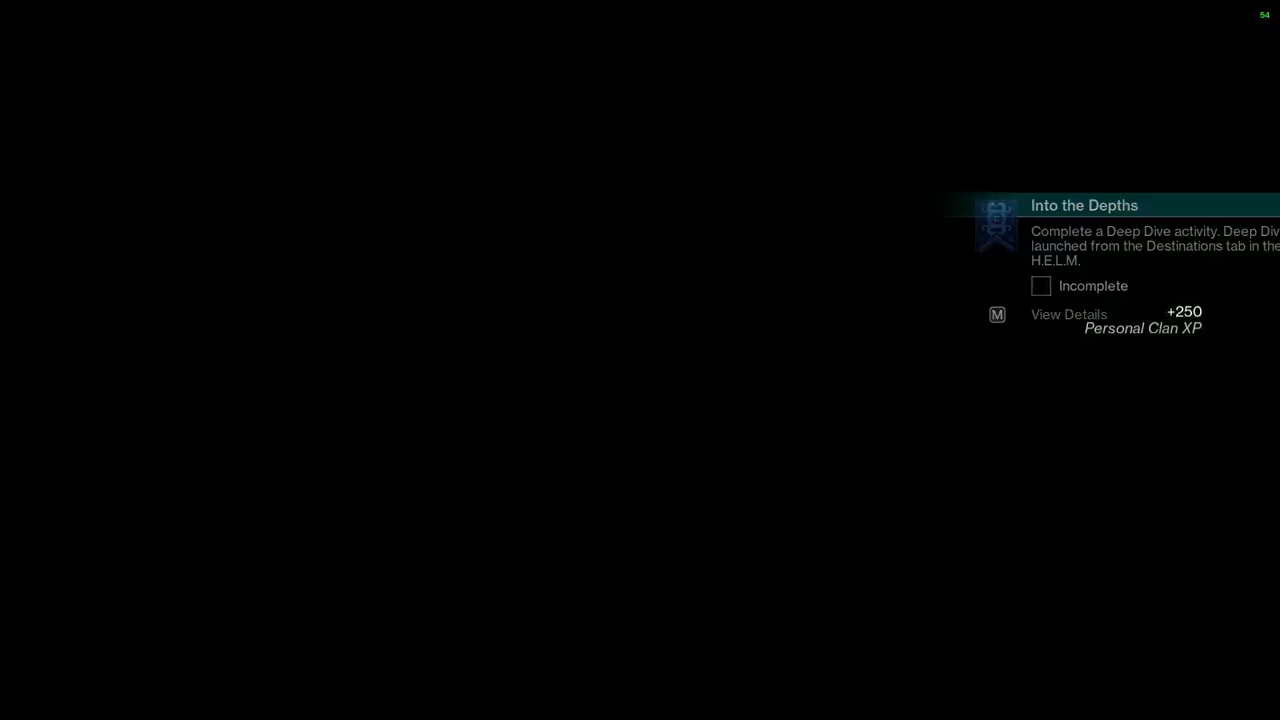 54
Into the Depths
Complete a Deep Dive activity. Deep Div
launched from the Destinations tab in the
H.E.L.M.
Incomplete
M View Details
+250
Personal Clan XP